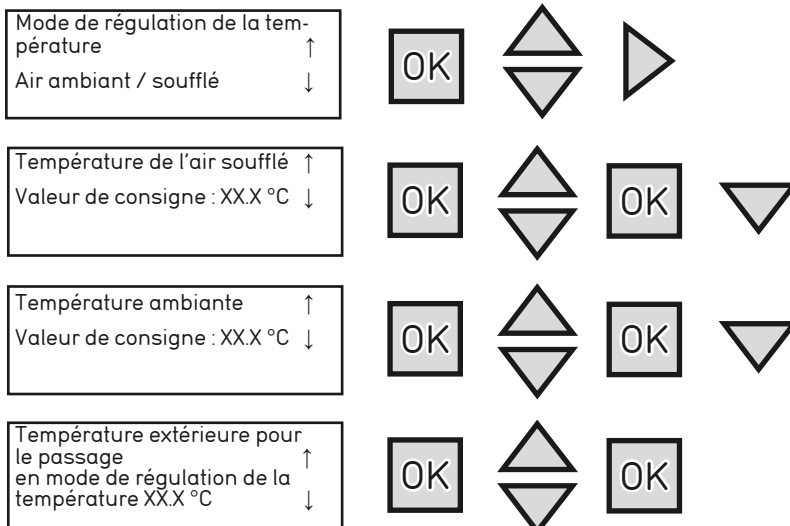 Mode de régulation de la tem-
pérature ↑
Air ambiant / soufflé ↓
OK
Température de l'air soufflé ↑
Valeur de consigne : XX.X °C ↓
OK OK
Température ambiante ↑
Valeur de consigne : XX.X °C ↓
OK OK
Température extérieure pour
le passage ↑
en mode de régulation de la
température XX.X °C ↓
OK OK